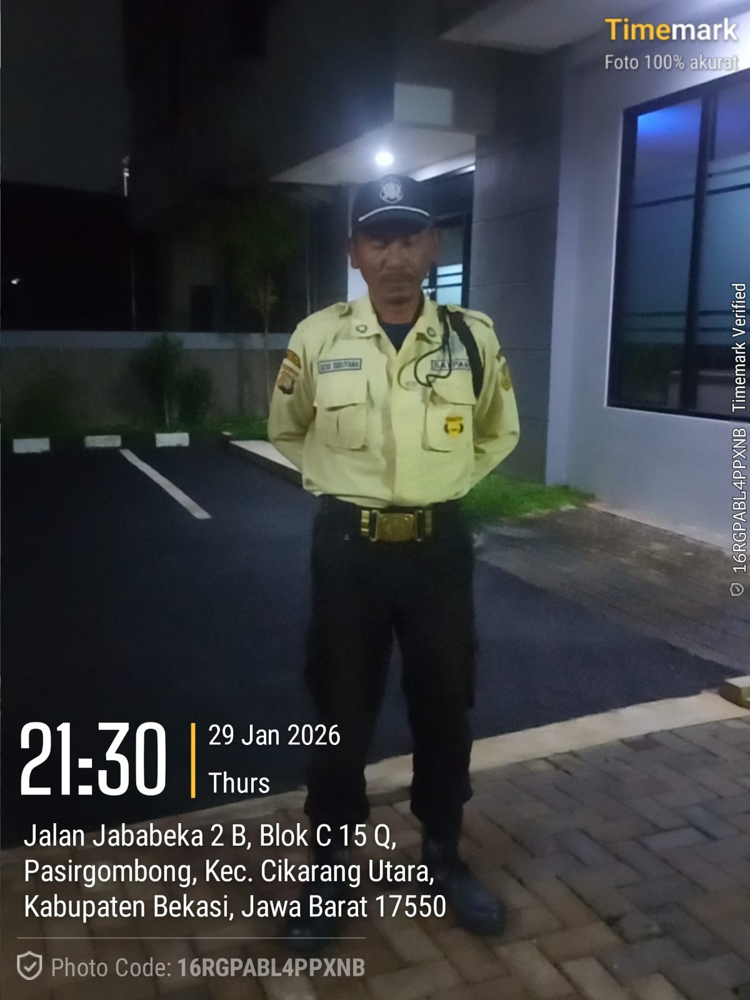 Timemark
Foto 100% akurat
SATPAM
16RGPABL4PPXNB Timemark Verified
21:30
29 Jan 2026
Thurs
Jalan Jababeka 2 B, Blok C 15 Q,
Pasirgombong, Kec. Cikarang Utara,
Kabupaten Bekasi, Jawa Barat 17550
Photo Code: 16RGPABL4PPXNB